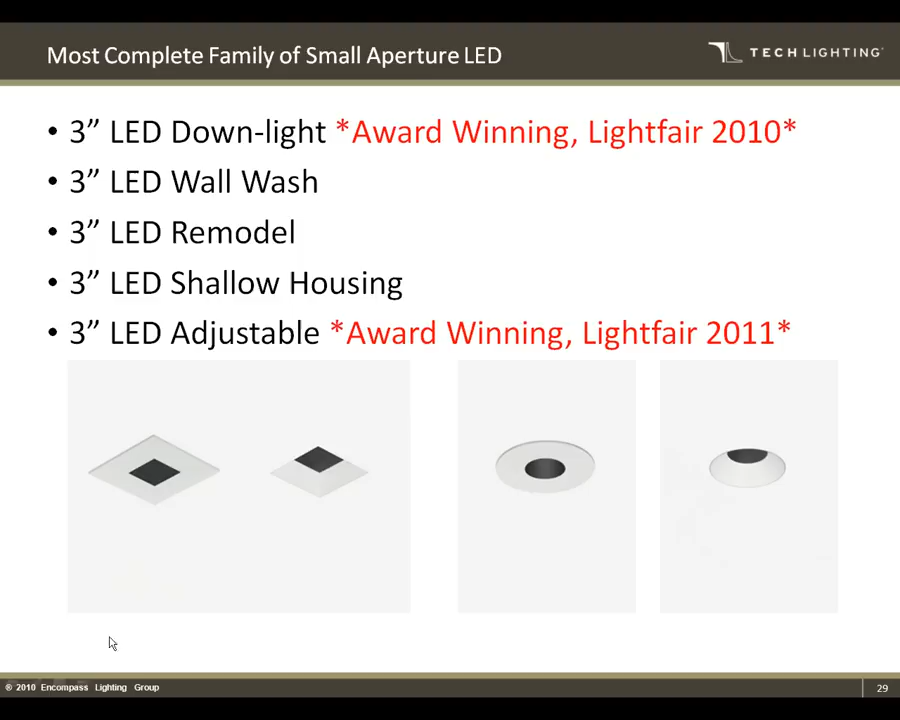 Most Complete Family of Small Aperture LED
TECH LIGHTING®
• 3” LED Down-light *Award Winning, Lightfair 2010*
• 3” LED Wall Wash
• 3” LED Remodel
• 3” LED Shallow Housing
• 3” LED Adjustable *Award Winning, Lightfair 2011*
® 2010 Encompass Lighting Group
29